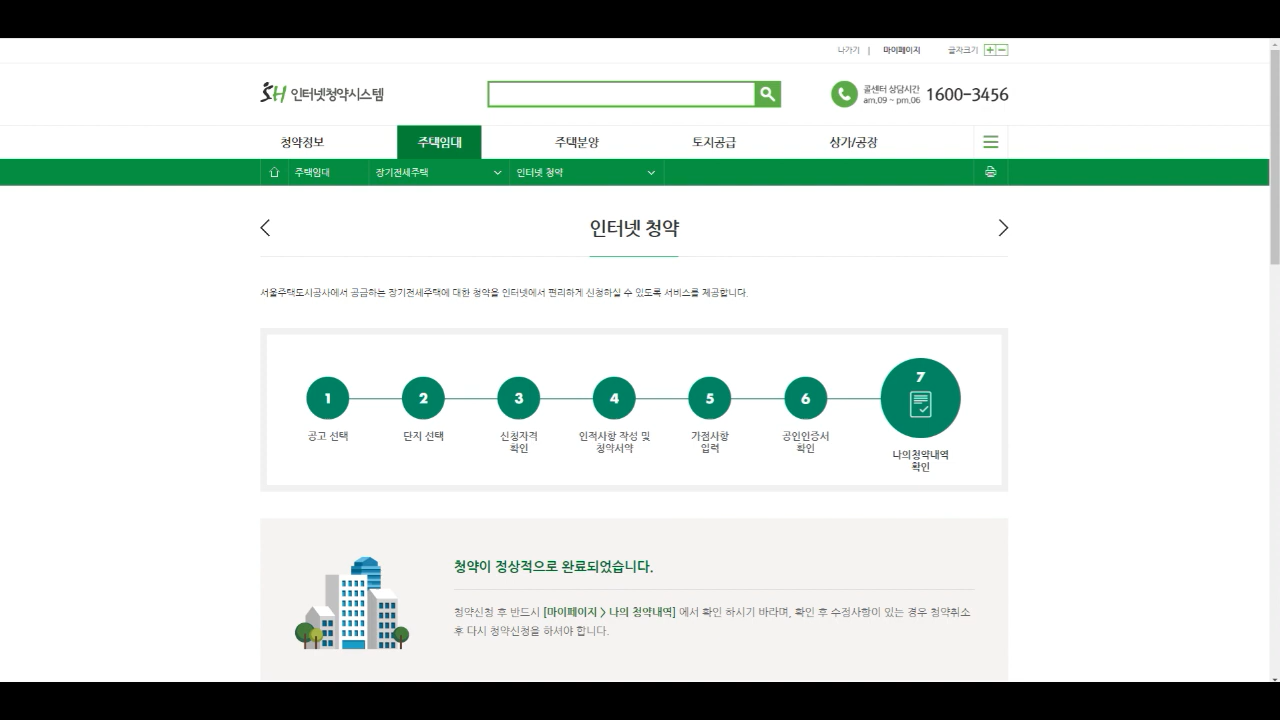 나가기 | 마이페이지 글자크기
SH 인터넷청약시스템
콜센터 상담시간
am.09 ~ pm.06
1600-3456
청약정보 주택임대 주택분양 토지공급 상가/공장
주택임대 장기전세주택 인터넷 청약
인터넷 청약
서울주택도시공사에서 공급하는 장기전세주택에 대한 청약을 인터넷에서 편리하게 신청하실 수 있도록 서비스를 제공합니다.
1 2 3 4 5 6 7
공고 선택
단지 선택
신청자격
확인
인적사항 작성 및
청약서약
가점사항
입력
공인인증서
확인
나의청약내역
확인
청약이 정상적으로 완료되었습니다.
청약신청 후 반드시 [마이페이지 > 나의 청약내역] 에서 확인 하시기 바라며, 확인 후 수정사항이 있는 경우 청약취소
후 다시 청약신청을 하셔야 합니다.